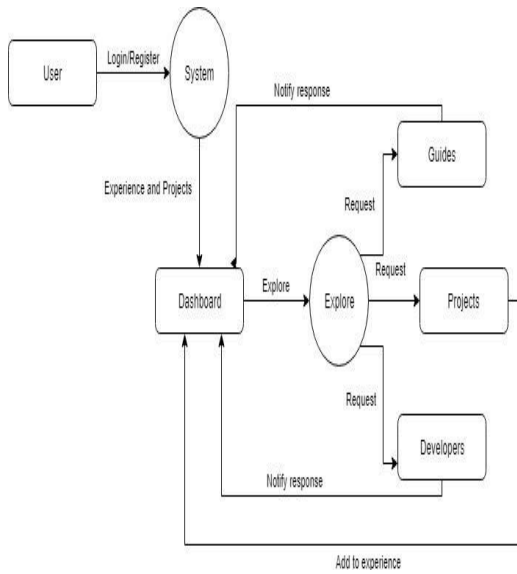 Login/Register
User
System
Notify response
Guides
Experience and Projects
Request
Request
Dashboard
Explore
Explore
Projects
Request
Developers
Notify response
Add to experience